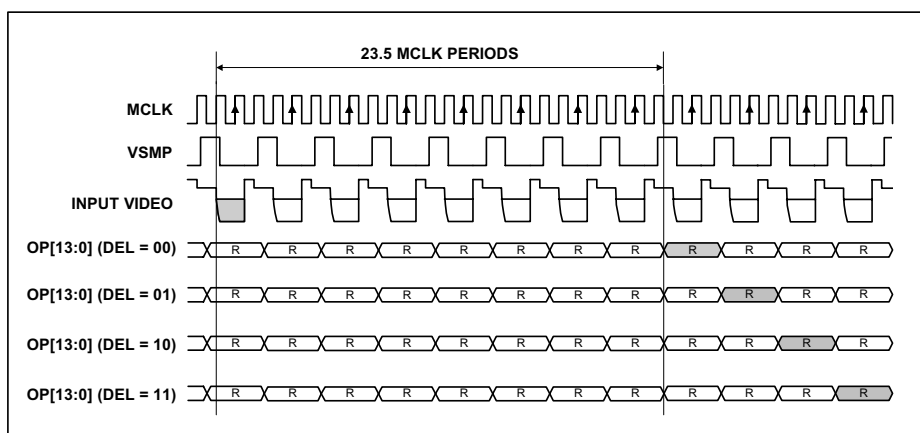 23.5 MCLK PERIODS
MCLK
VSMP
INPUT VIDEO
OP[13:0] (DEL = 00) R R R R R R R R R R R R
OP[13:0] (DEL = 01) R R R R R R R R R R R R
OP[13:0] (DEL = 10) R R R R R R R R R R R R
OP[13:0] (DEL = 11) R R R R R R R R R R R R